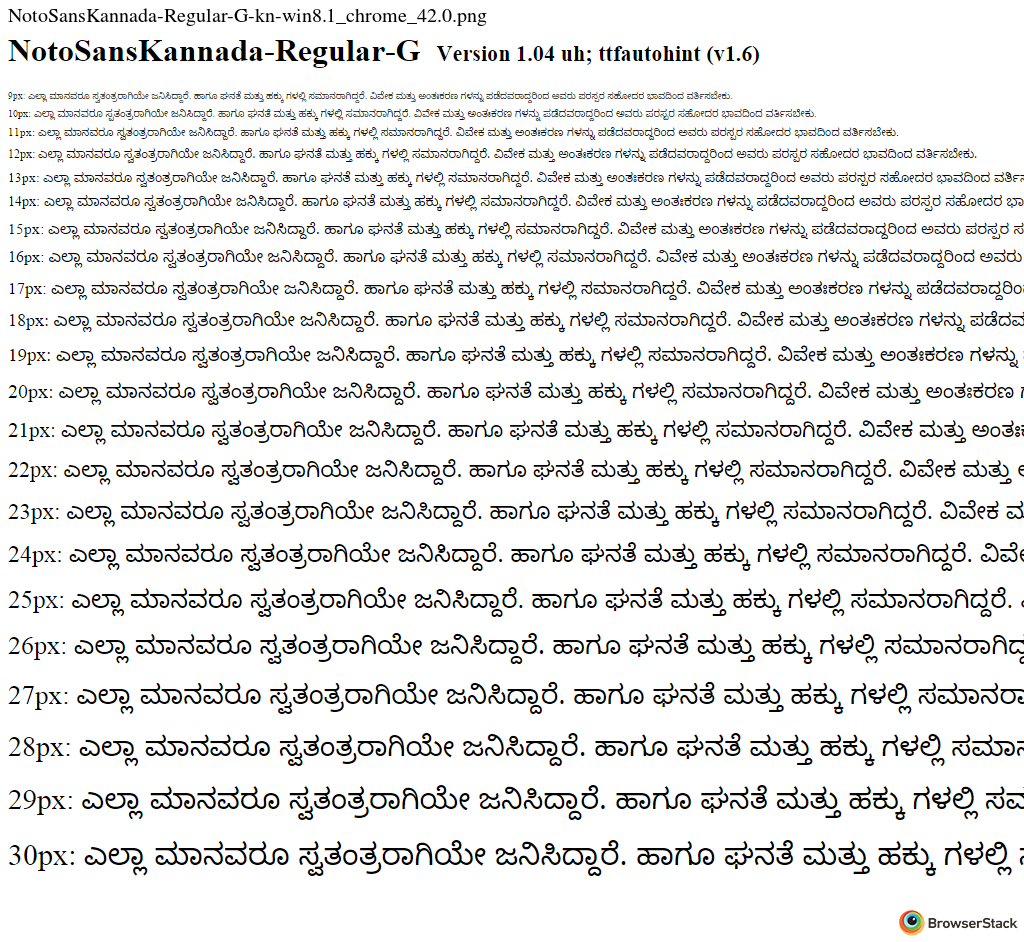 NotoSansKannada-Regular-G-kn-win8.1_chrome_42.0.png
NotoSansKannada-Regular-G Version 1.04 uh; ttfautohint (v1.6)
9px: ಎಲ್ಲಾ ಮಾನವರೂ ಸ್ವತಂತ್ರರಾಗಿಯೇ ಜನಿಸಿದ್ದಾರೆ. ಹಾಗೂ ಘನತೆ ಮತ್ತು ಹಕ್ಕು ಗಳಲ್ಲಿ ಸಮಾನರಾಗಿದ್ದರೆ. ವಿವೇಕ ಮತ್ತು ಅಂತಃಕರಣ ಗಳನ್ನು ಪಡೆದವರಾದ್ದರಿಂದ ಅವರು ಪರಸ್ಪರ ಸಹೋದರ ಭಾವದಿಂದ ವರ್ತಿಸಬೇಕು.
10px: ಎಲ್ಲಾ ಮಾನವರೂ ಸ್ವತಂತ್ರರಾಗಿಯೇ ಜನಿಸಿದ್ದಾರೆ. ಹಾಗೂ ಘನತೆ ಮತ್ತು ಹಕ್ಕು ಗಳಲ್ಲಿ ಸಮಾನರಾಗಿದ್ದರೆ. ವಿವೇಕ ಮತ್ತು ಅಂತಃಕರಣ ಗಳನ್ನು ಪಡೆದವರಾದ್ದರಿಂದ ಅವರು ಪರಸ್ಪರ ಸಹೋದರ ಭಾವದಿಂದ ವರ್ತಿಸಬೇಕು.
11px: ಎಲ್ಲಾ ಮಾನವರೂ ಸ್ವತಂತ್ರರಾಗಿಯೇ ಜನಿಸಿದ್ದಾರೆ. ಹಾಗೂ ಘನತೆ ಮತ್ತು ಹಕ್ಕು ಗಳಲ್ಲಿ ಸಮಾನರಾಗಿದ್ದರೆ. ವಿವೇಕ ಮತ್ತು ಅಂತಃಕರಣ ಗಳನ್ನು ಪಡೆದವರಾದ್ದರಿಂದ ಅವರು ಪರಸ್ಪರ ಸಹೋದರ ಭಾವದಿಂದ ವರ್ತಿಸಬೇಕು.
12px: ಎಲ್ಲಾ ಮಾನವರೂ ಸ್ವತಂತ್ರರಾಗಿಯೇ ಜನಿಸಿದ್ದಾರೆ. ಹಾಗೂ ಘನತೆ ಮತ್ತು ಹಕ್ಕು ಗಳಲ್ಲಿ ಸಮಾನರಾಗಿದ್ದರೆ. ವಿವೇಕ ಮತ್ತು ಅಂತಃಕರಣ ಗಳನ್ನು ಪಡೆದವರಾದ್ದರಿಂದ ಅವರು ಪರಸ್ಪರ ಸಹೋದರ ಭಾವದಿಂದ ವರ್ತಿಸಬೇಕು.
13px: ಎಲ್ಲಾ ಮಾನವರೂ ಸ್ವತಂತ್ರರಾಗಿಯೇ ಜನಿಸಿದ್ದಾರೆ. ಹಾಗೂ ಘನತೆ ಮತ್ತು ಹಕ್ಕು ಗಳಲ್ಲಿ ಸಮಾನರಾಗಿದ್ದರೆ. ವಿವೇಕ ಮತ್ತು ಅಂತಃಕರಣ ಗಳನ್ನು ಪಡೆದವರಾದ್ದರಿಂದ ಅವರು ಪರಸ್ಪರ ಸಹೋದರ ಭಾವದಿಂದ
14px: ಎಲ್ಲಾ ಮಾನವರೂ ಸ್ವತಂತ್ರರಾಗಿಯೇ ಜನಿಸಿದ್ದಾರೆ. ಹಾಗೂ ಘನತೆ ಮತ್ತು ಹಕ್ಕು ಗಳಲ್ಲಿ ಸಮಾನರಾಗಿದ್ದರೆ. ವಿವೇಕ ಮತ್ತು ಅಂತಃಕರಣ ಗಳನ್ನು ಪಡೆದವರಾದ್ದರಿಂದ ಅವರು ಪರಸ್ಪರ ಸಹೋದರ
15px: ಎಲ್ಲಾ ಮಾನವರೂ ಸ್ವತಂತ್ರರಾಗಿಯೇ ಜನಿಸಿದ್ದಾರೆ. ಹಾಗೂ ಘನತೆ ಮತ್ತು ಹಕ್ಕು ಗಳಲ್ಲಿ ಸಮಾನರಾಗಿದ್ದರೆ. ವಿವೇಕ ಮತ್ತು ಅಂತಃಕರಣ ಗಳನ್ನು ಪಡೆದವರಾದ್ದರಿಂದ ಅವರು ಪರಸ್ಪರ
16px: ಎಲ್ಲಾ ಮಾನವರೂ ಸ್ವತಂತ್ರರಾಗಿಯೇ ಜನಿಸಿದ್ದಾರೆ. ಹಾಗೂ ಘನತೆ ಮತ್ತು ಹಕ್ಕು ಗಳಲ್ಲಿ ಸಮಾನರಾಗಿದ್ದರೆ. ವಿವೇಕ ಮತ್ತು ಅಂತಃಕರಣ ಗಳನ್ನು ಪಡೆದವರಾದ್ದರಿಂದ ಅವರು
17px: ಎಲ್ಲಾ ಮಾನವರೂ ಸ್ವತಂತ್ರರಾಗಿಯೇ ಜನಿಸಿದ್ದಾರೆ. ಹಾಗೂ ಘನತೆ ಮತ್ತು ಹಕ್ಕು ಗಳಲ್ಲಿ ಸಮಾನರಾಗಿದ್ದರೆ. ವಿವೇಕ ಮತ್ತು ಅಂತಃಕರಣ ಗಳನ್ನು
18px: ಎಲ್ಲಾ ಮಾನವರೂ ಸ್ವತಂತ್ರರಾಗಿಯೇ ಜನಿಸಿದ್ದಾರೆ. ಹಾಗೂ ಘನತೆ ಮತ್ತು ಹಕ್ಕು ಗಳಲ್ಲಿ ಸಮಾನರಾಗಿದ್ದರೆ. ವಿವೇಕ ಮತ್ತು ಅಂತಃಕರಣ ಗಳನ್ನು
19px: ಎಲ್ಲಾ ಮಾನವರೂ ಸ್ವತಂತ್ರರಾಗಿಯೇ ಜನಿಸಿದ್ದಾರೆ. ಹಾಗೂ ಘನತೆ ಮತ್ತು ಹಕ್ಕು ಗಳಲ್ಲಿ ಸಮಾನರಾಗಿದ್ದರೆ. ವಿವೇಕ ಮತ್ತು ಅಂತಃಕರಣ ಗಳನ್ನು
20px: ಎಲ್ಲಾ ಮಾನವರೂ ಸ್ವತಂತ್ರರಾಗಿಯೇ ಜನಿಸಿದ್ದಾರೆ. ಹಾಗೂ ಘನತೆ ಮತ್ತು ಹಕ್ಕು ಗಳಲ್ಲಿ ಸಮಾನರಾಗಿದ್ದರೆ. ವಿವೇಕ ಮತ್ತು ಅಂತಃಕರಣ
21px: ಎಲ್ಲಾ ಮಾನವರೂ ಸ್ವತಂತ್ರರಾಗಿಯೇ ಜನಿಸಿದ್ದಾರೆ. ಹಾಗೂ ಘನತೆ ಮತ್ತು ಹಕ್ಕು ಗಳಲ್ಲಿ ಸಮಾನರಾಗಿದ್ದರೆ. ವಿವೇಕ ಮತ್ತು
22px: ಎಲ್ಲಾ ಮಾನವರೂ ಸ್ವತಂತ್ರರಾಗಿಯೇ ಜನಿಸಿದ್ದಾರೆ. ಹಾಗೂ ಘನತೆ ಮತ್ತು ಹಕ್ಕು ಗಳಲ್ಲಿ ಸಮಾನರಾಗಿದ್ದರೆ. ವಿವೇಕ ಮತ್ತು
23px: ಎಲ್ಲಾ ಮಾನವರೂ ಸ್ವತಂತ್ರರಾಗಿಯೇ ಜನಿಸಿದ್ದಾರೆ. ಹಾಗೂ ಘನತೆ ಮತ್ತು ಹಕ್ಕು ಗಳಲ್ಲಿ ಸಮಾನರಾಗಿದ್ದರೆ. ವಿವೇಕ
24px: ಎಲ್ಲಾ ಮಾನವರೂ ಸ್ವತಂತ್ರರಾಗಿಯೇ ಜನಿಸಿದ್ದಾರೆ. ಹಾಗೂ ಘನತೆ ಮತ್ತು ಹಕ್ಕು ಗಳಲ್ಲಿ ಸಮಾನರಾಗಿದ್ದರೆ.
25px: ಎಲ್ಲಾ ಮಾನವರೂ ಸ್ವತಂತ್ರರಾಗಿಯೇ ಜನಿಸಿದ್ದಾರೆ. ಹಾಗೂ ಘನತೆ ಮತ್ತು ಹಕ್ಕು ಗಳಲ್ಲಿ ಸಮಾನರಾಗಿದ್ದರೆ.
26px: ಎಲ್ಲಾ ಮಾನವರೂ ಸ್ವತಂತ್ರರಾಗಿಯೇ ಜನಿಸಿದ್ದಾರೆ. ಹಾಗೂ ಘನತೆ ಮತ್ತು ಹಕ್ಕು ಗಳಲ್ಲಿ
27px: ಎಲ್ಲಾ ಮಾನವರೂ ಸ್ವತಂತ್ರರಾಗಿಯೇ ಜನಿಸಿದ್ದಾರೆ. ಹಾಗೂ ಘನತೆ ಮತ್ತು ಹಕ್ಕು ಗಳಲ್ಲಿ
28px: ಎಲ್ಲಾ ಮಾನವರೂ ಸ್ವತಂತ್ರರಾಗಿಯೇ ಜನಿಸಿದ್ದಾರೆ. ಹಾಗೂ ಘನತೆ ಮತ್ತು ಹಕ್ಕು ಗಳಲ್ಲಿ
29px: ಎಲ್ಲಾ ಮಾನವರೂ ಸ್ವತಂತ್ರರಾಗಿಯೇ ಜನಿಸಿದ್ದಾರೆ. ಹಾಗೂ ಘನತೆ ಮತ್ತು ಹಕ್ಕು ಗಳಲ್ಲಿ
30px: ಎಲ್ಲಾ ಮಾನವರೂ ಸ್ವತಂತ್ರರಾಗಿಯೇ ಜನಿಸಿದ್ದಾರೆ. ಹಾಗೂ ಘನತೆ ಮತ್ತು ಹಕ್ಕು ಗಳಲ್ಲಿ
BrowserStack